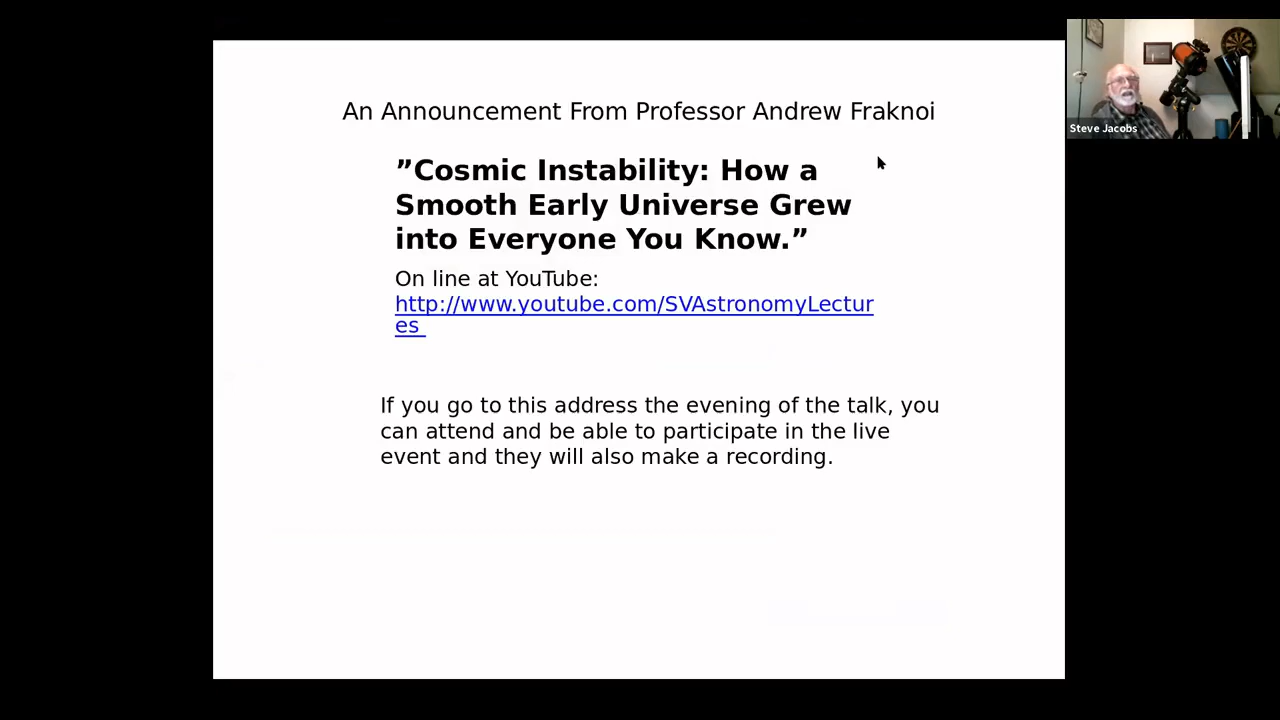 An Announcement From Professor Andrew Fraknoi
”Cosmic Instability: How a
Smooth Early Universe Grew
into Everyone You Know.”
On line at YouTube:
http://www.youtube.com/SVAstronomyLectur
es
If you go to this address the evening of the talk, you
can attend and be able to participate in the live
event and they will also make a recording.
Steve Jacobs